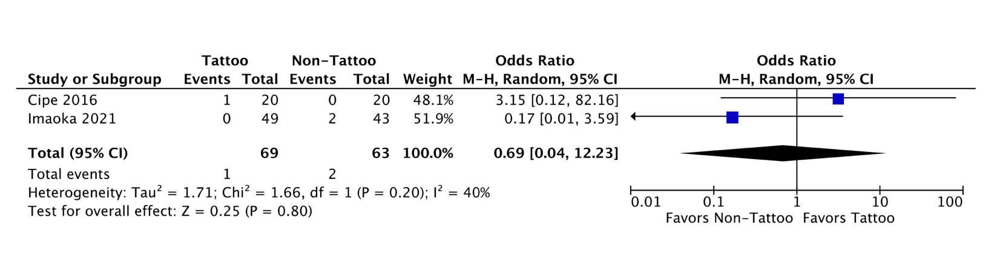 Tattoo Non-Tattoo Odds Ratio Odds Ratio
Study or Subgroup Events Total Events Total Weight M-H, Random, 95% CI M-H, Random, 95% CI
Cipe 2016 1 20 0 20 48.1% 3.15 [0.12, 82.16]
Imaoka 2021 0 49 2 43 51.9% 0.17 [0.01, 3.59]
Total (95% CI) 69 63 100.0% 0.69 [0.04, 12.23]
Total events 1 2
Heterogeneity: Tau² = 1.71; Chi² = 1.66, df = 1 (P = 0.20); I² = 40%
Test for overall effect: Z = 0.25 (P = 0.80)
0.01 0.1 1 10 100
Favors Non-Tattoo Favors Tattoo